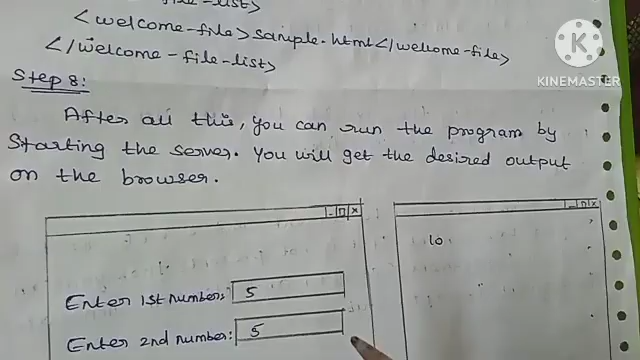 file-list>
<welcome-file>sample.html</welcome-file>
</welcome-file-list>
KINEMASTER
Step 8:
After all this, you can run the program by
Starting the server. You will get the desired output
on the browser.
10
Enter 1st number: 5
Enter 2nd number: 5